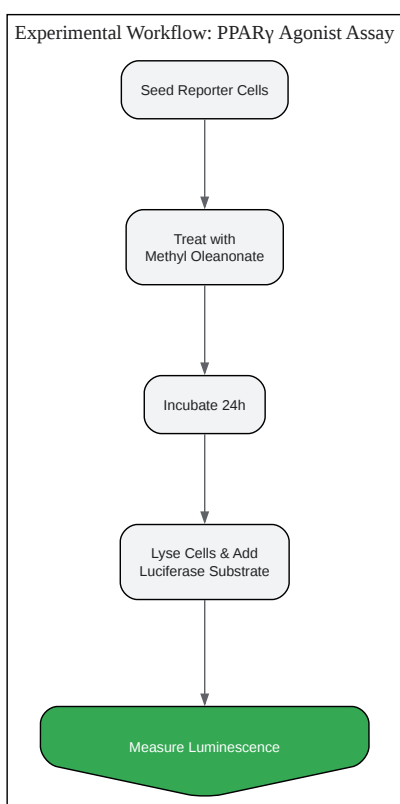 Experimental Workflow: PPARγ Agonist Assay
Seed Reporter Cells
Treat with
Methyl Oleanonate
Incubate 24h
Lyse Cells & Add
Luciferase Substrate
Measure Luminescence